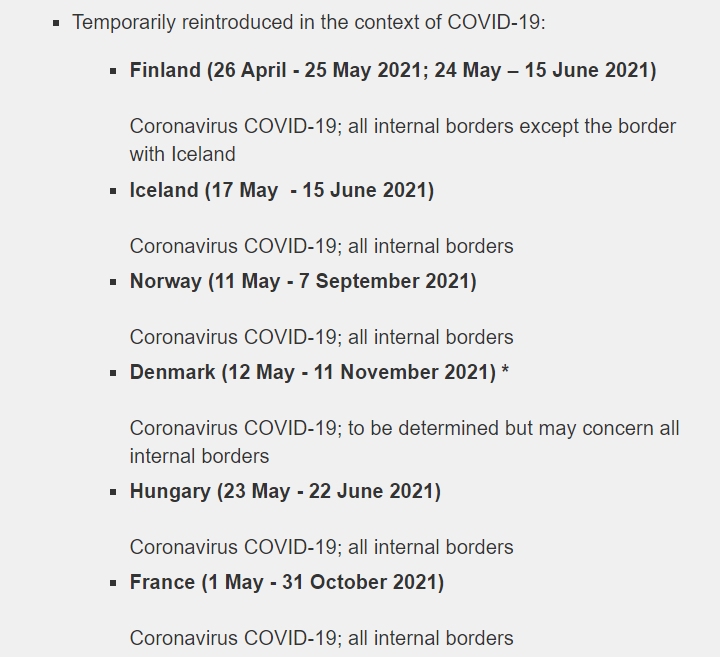 Temporarily reintroduced in the context of COVID-19:
Finland (26 April - 25 May 2021; 24 May – 15 June 2021)
Coronavirus COVID-19; all internal borders except the border
with Iceland
Iceland (17 May  - 15 June 2021)
Coronavirus COVID-19; all internal borders
Norway (11 May - 7 September 2021)
Coronavirus COVID-19; all internal borders
Denmark (12 May - 11 November 2021) *
Coronavirus COVID-19; to be determined but may concern all
internal borders
Hungary (23 May - 22 June 2021)
Coronavirus COVID-19; all internal borders
France (1 May - 31 October 2021)
Coronavirus COVID-19; all internal borders